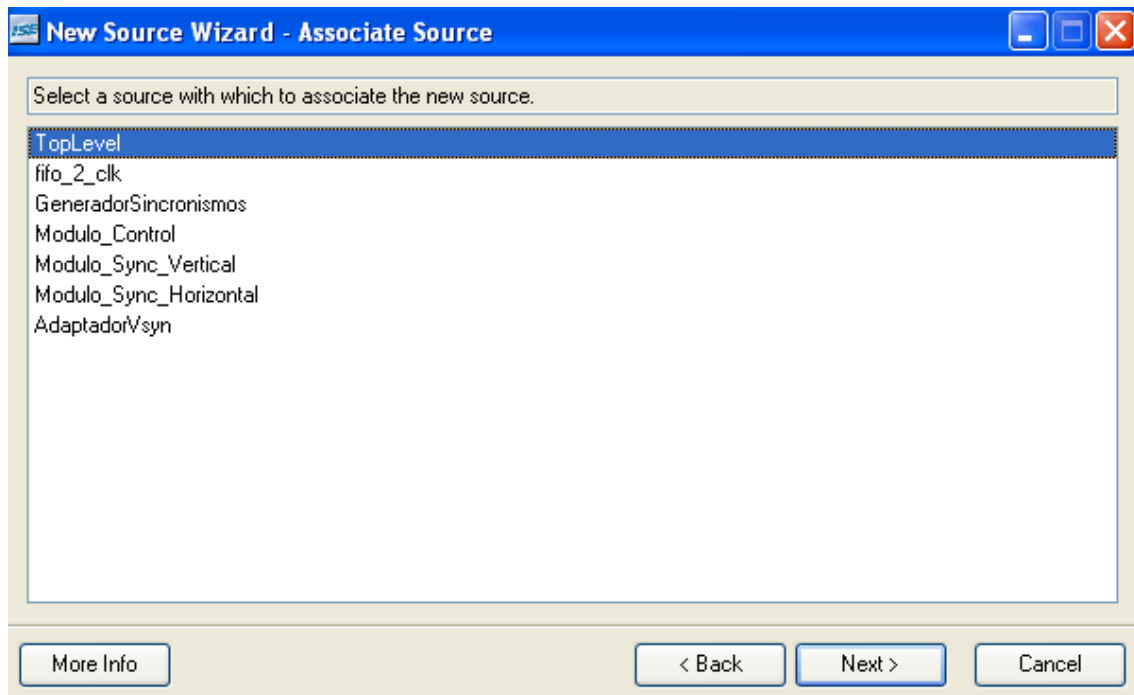 ISE New Source Wizard - Associate Source
Select a source with which to associate the new source.
TopLevel
fifo_2_clk
GeneradorSincronismos
Modulo_Control
Modulo_Sync_Vertical
Modulo_Sync_Horizontal
AdaptadorVsyn
More Info
< Back
Next >
Cancel